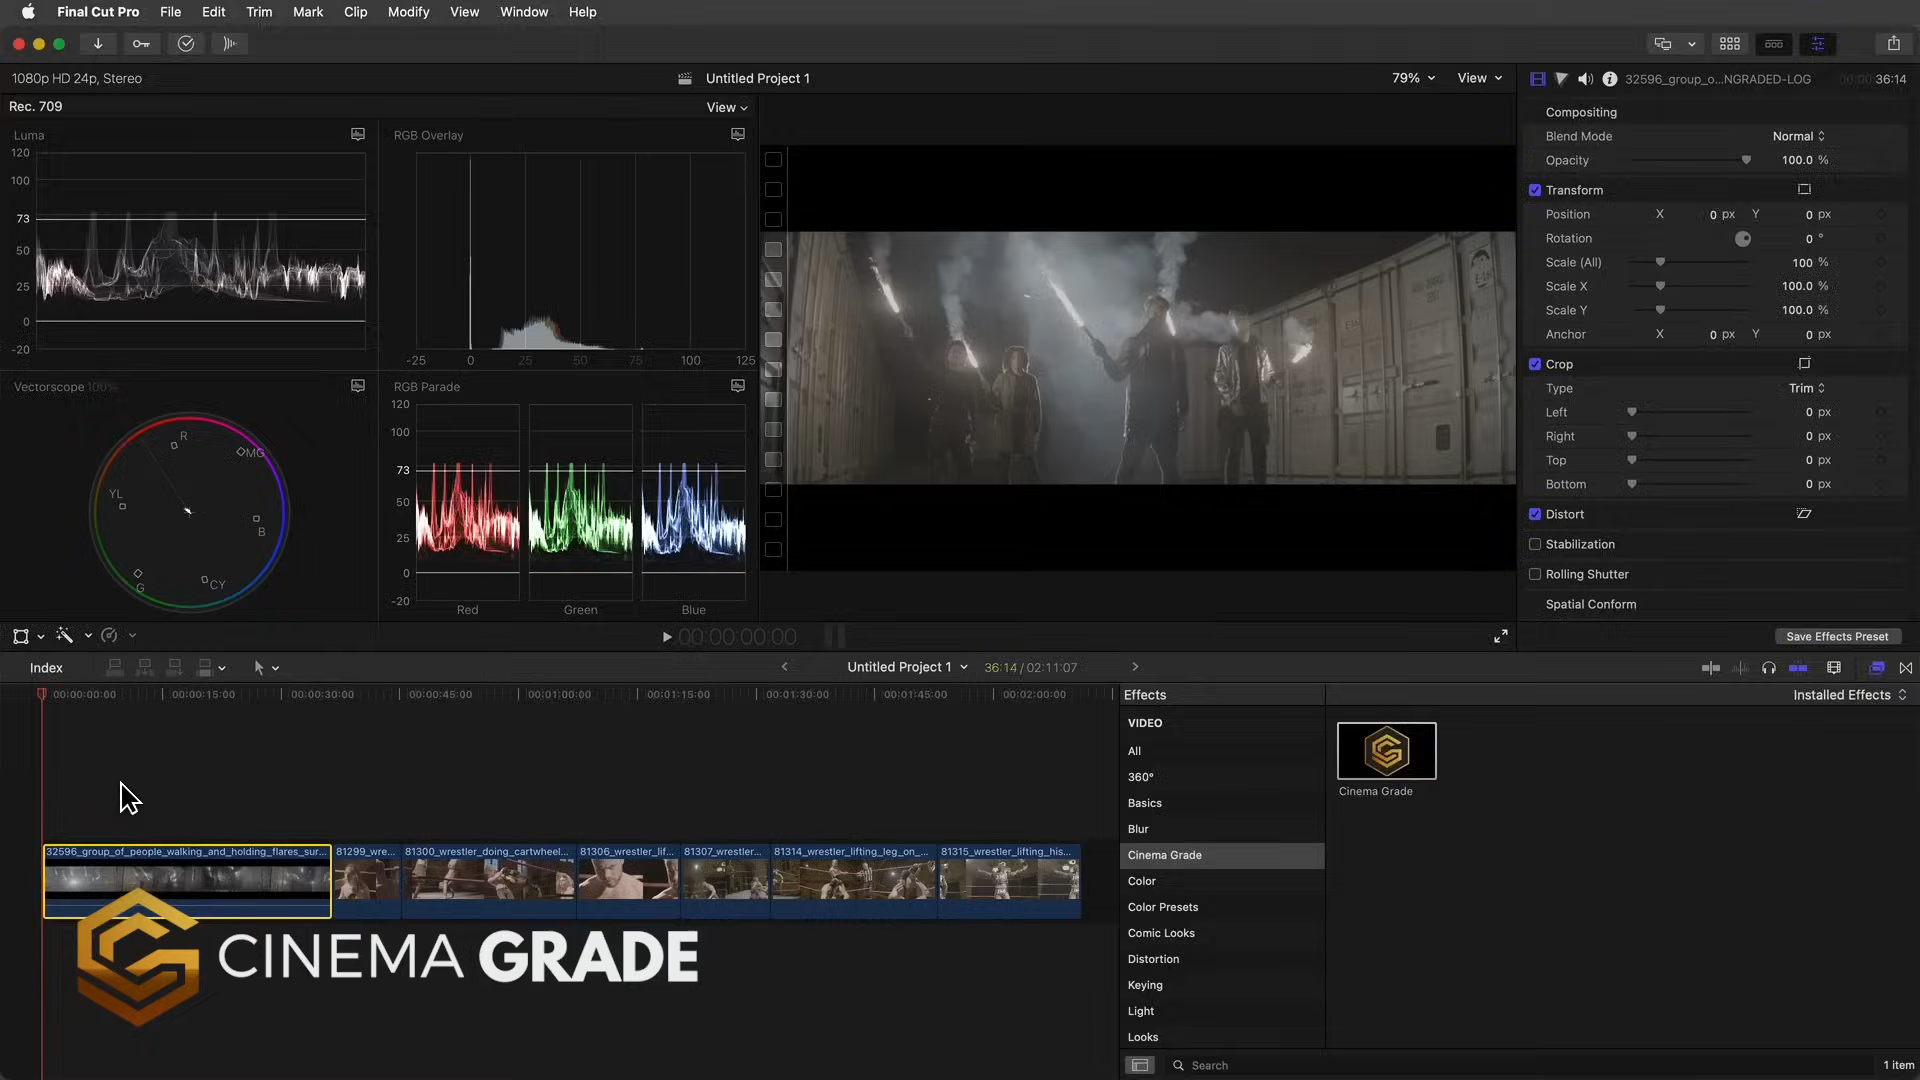 Final Cut Pro File Edit Trim Mark Clip Modify View Window Help
1080p HD 24p, Stereo
Untitled Project 1
79% View
32596_group_o...NGRADED-LOG
36:14
Rec. 709
View
Luma
120
100
73
50
25
0
-20
RGB Overlay
-25 0 25 50 75 100 125
Vectorscope 100%
R
MG
B
CY
G
YL
RGB Parade
120
100
73
50
25
0
-20
Red Green Blue
Compositing
Blend Mode Normal
Opacity 100.0 %
Transform
Position X 0 px Y 0 px
Rotation 0 °
Scale (All) 100 %
Scale X 100.0 %
Scale Y 100.0 %
Anchor X 0 px Y 0 px
Crop
Type Trim
Left 0 px
Right 0 px
Top 0 px
Bottom 0 px
Distort
Stabilization
Rolling Shutter
Spatial Conform
Save Effects Preset
00:00:00:00
Index
Untitled Project 1 36:14 / 02:11:07
00:00:00:00 00:00:15:00 00:00:30:00 00:00:45:00 00:01:00:00 00:01:15:00 00:01:30:00 00:01:45:00 00:02:00:00
32596_group_of_people_walking_and_holding_flares_sur... 81299_wre... 81300_wrestler_doing_cartwheel... 81306_wrestler_lif... 81307_wrestler... 81314_wrestler_lifting_leg_on_... 81315_wrestler_lifting_his...
CINEMA GRADE
Effects
Installed Effects
VIDEO
All
360°
Basics
Blur
Cinema Grade
Color
Color Presets
Comic Looks
Distortion
Keying
Light
Looks
Cinema Grade
Search
1 item